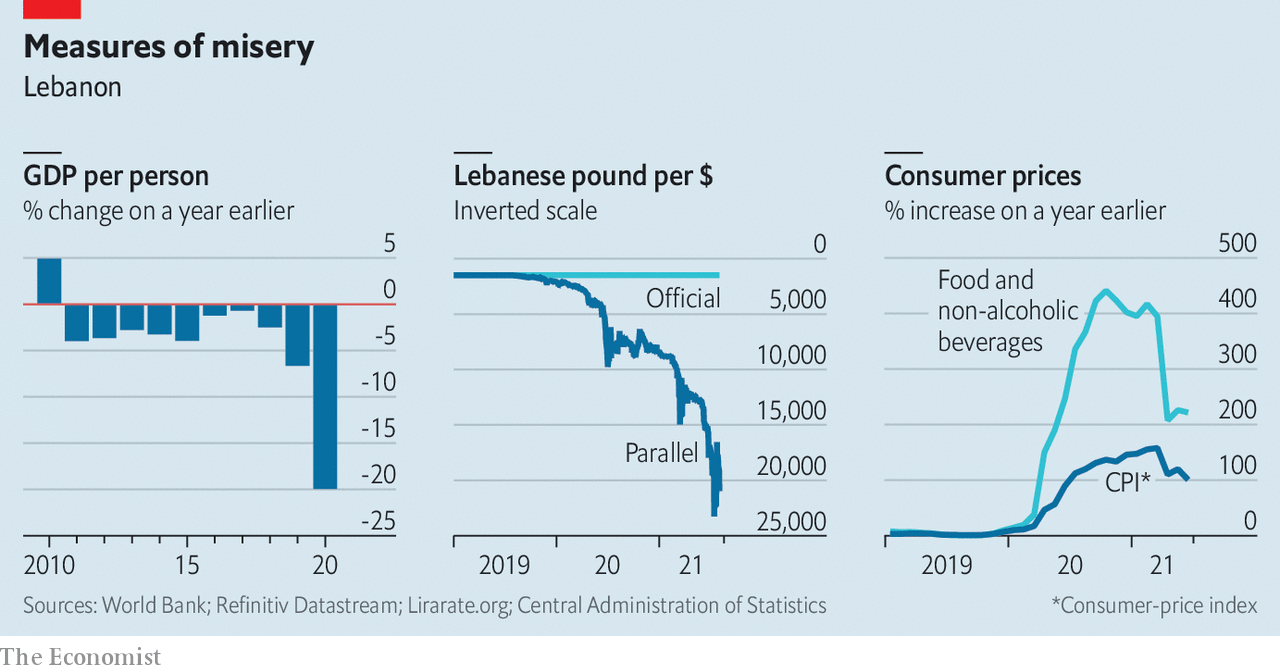 Measures of misery
Lebanon
GDP per person
% change on a year earlier
5
0
-5
-10
-15
-20
-25
2010
15
20
Lebanese pound per $
Inverted scale
0
5,000
10,000
15,000
20,000
25,000
Official
Parallel
2019
20
21
Consumer prices
% increase on a year earlier
500
400
300
200
100
0
Food and
non-alcoholic
beverages
CPI*
2019
20
21
Sources: World Bank; Refinitiv Datastream; Lirarate.org; Central Administration of Statistics
*Consumer-price index
The Economist